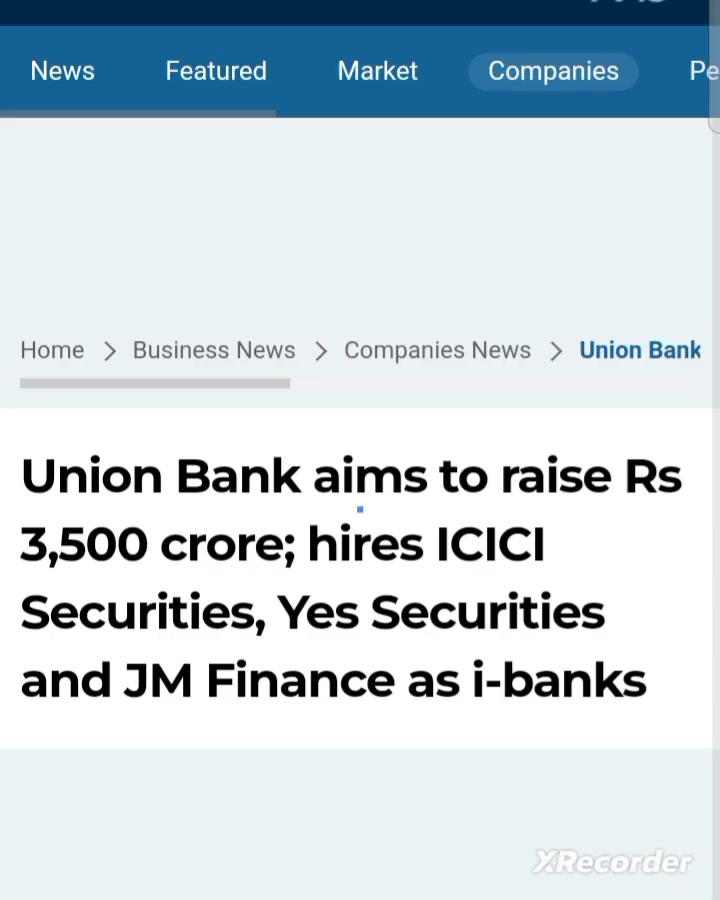 News Featured Market Companies Pe
Home > Business News > Companies News > Union Bank
Union Bank aims to raise Rs
3,500 crore; hires ICICI
Securities, Yes Securities
and JM Finance as i-banks
XRecorder